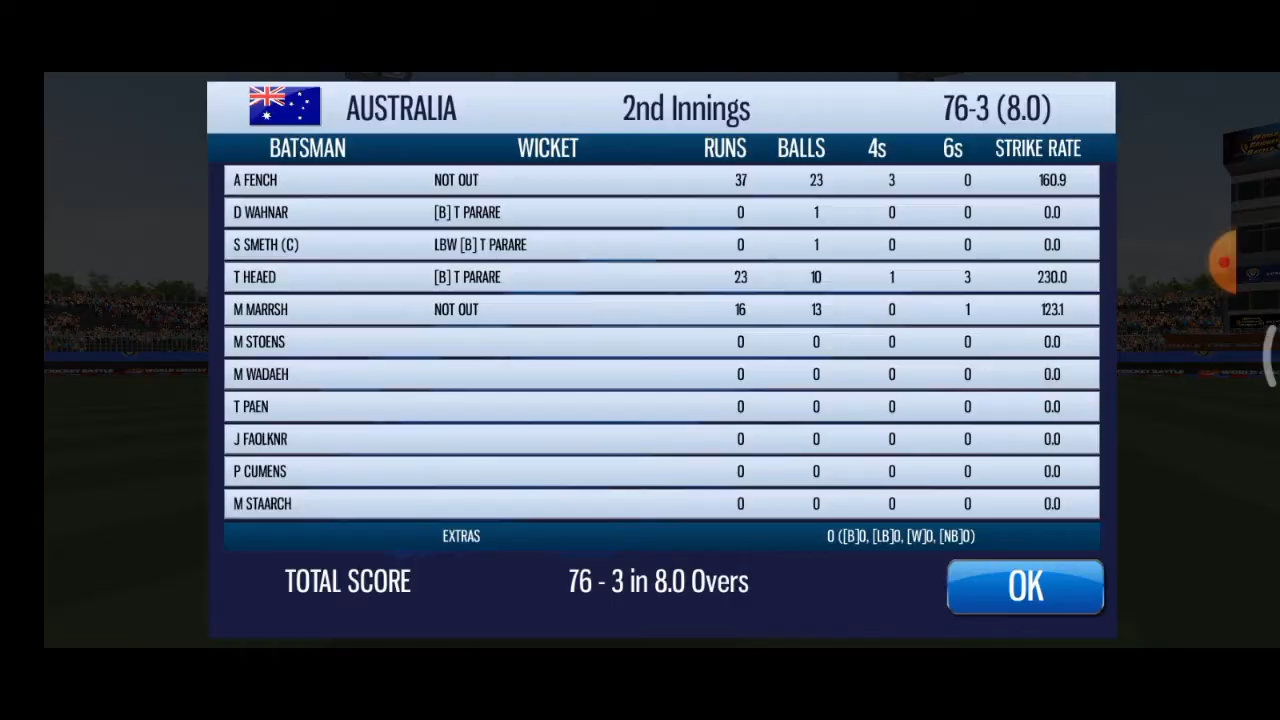 AUSTRALIA 2nd Innings 76-3 (8.0)
BATSMAN WICKET RUNS BALLS 4s 6s STRIKE RATE
A FENCH NOT OUT 37 23 3 0 160.9
D WAHNAR [B] T PARARE 0 1 0 0 0.0
S SMETH (C) LBW [B] T PARARE 0 1 0 0 0.0
T HEAED [B] T PARARE 23 10 1 3 230.0
M MARRSH NOT OUT 16 13 0 1 123.1
M STOENS 0 0 0 0 0.0
M WADAEH 0 0 0 0 0.0
T PAEN 0 0 0 0 0.0
J FAOLKNR 0 0 0 0 0.0
P CUMENS 0 0 0 0 0.0
M STAARCH 0 0 0 0 0.0
EXTRAS 0 ([B]0, [LB]0, [W]0, [NB]0)
TOTAL SCORE 76 - 3 in 8.0 Overs OK